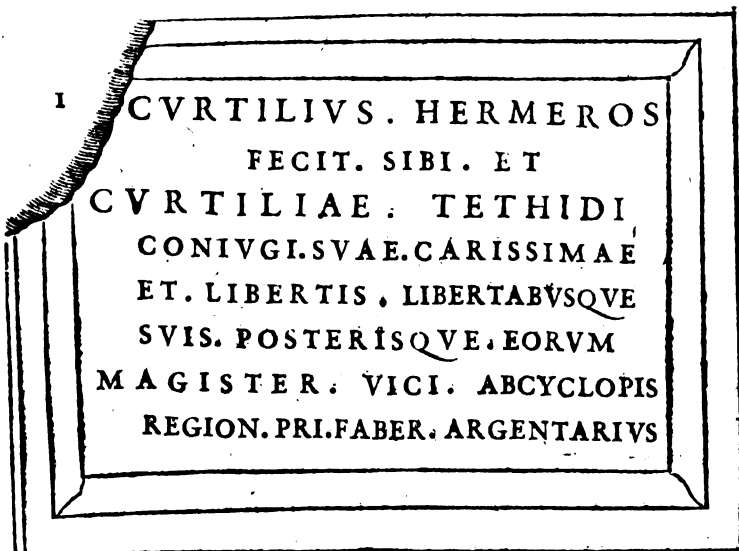 I CVRTILIVS. HERMEROS
FECIT. SIBI. ET
CVRTILIAE. TETHIDI
CONIVGI.SVAE.CARISSIMAE
ET. LIBERTIS. LIBERTABVSQVE
SVIS. POSTERISQVE.EORVM
MAGISTER. VICI. ABCYCLOPIS
REGION.PRI.FABER.ARGENTARIVS